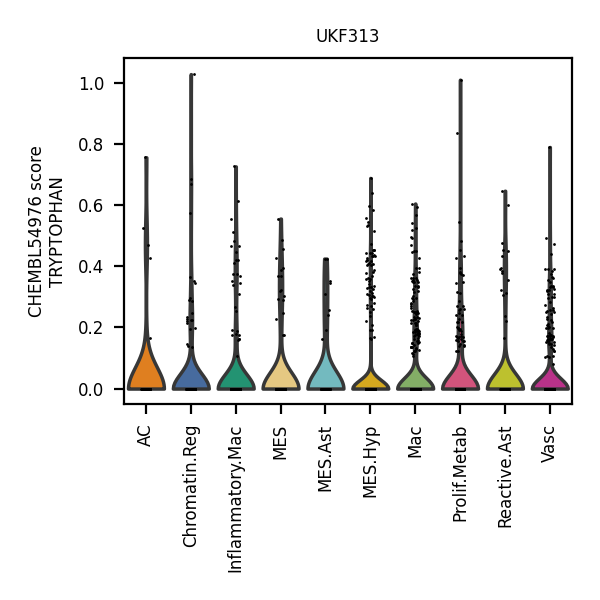 UKF313
CHEMBL54976 score
TRYPTOPHAN
1.0
0.8
0.6
0.4
0.2
0.0
AC
Chromatin.Reg
Inflammatory.Mac
MES
MES.Ast
MES.Hyp
Mac
Prolif.Metab
Reactive.Ast
Vasc